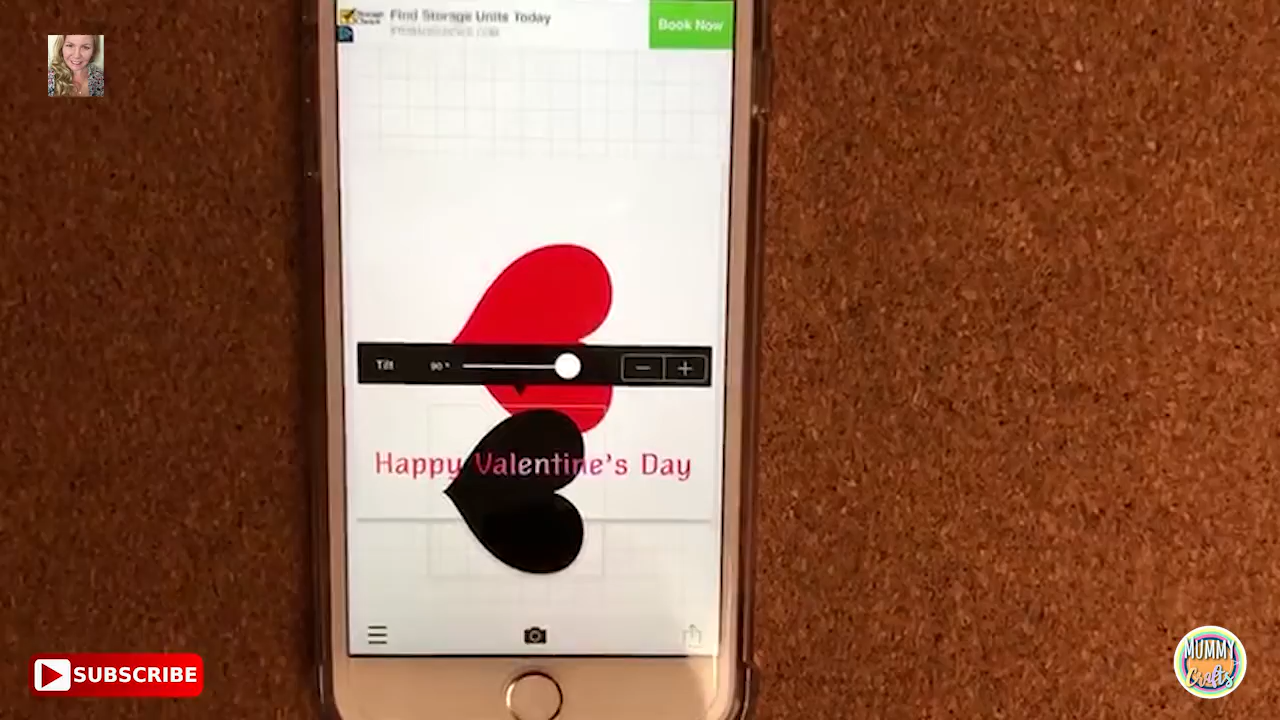 Find Storage Units Today
Book Now
Tilt
90°
Happy Valentine's Day
SUBSCRIBE
MUMMY
Crafts